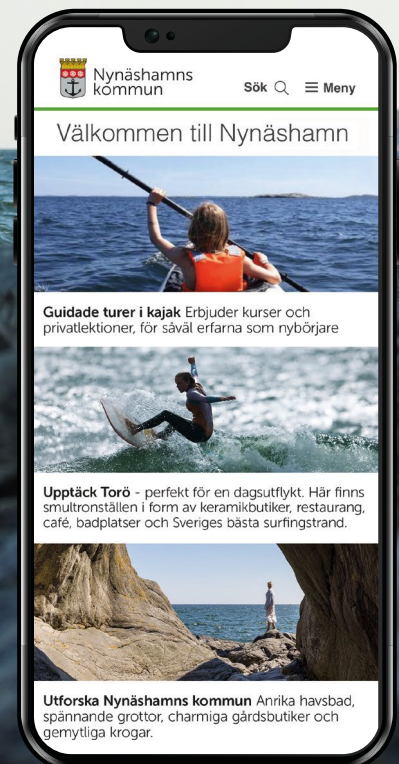 Nynäshamns
kommun
Sök
Meny
Välkommen till Nynäshamn
Guidade turer i kajak Erbjuder kurser och
privatlektioner, för såväl erfarna som nybörjare
Upptäck Torö - perfekt för en dagsutflykt. Här finns
smultronställen i form av keramikbutiker, restaurang,
café, badplatser och Sveriges bästa surfingstrand.
Utforska Nynäshamns kommun Anrika havsbad,
spännande grottor, charmiga gårdsbutiker och
gemytliga krogar.